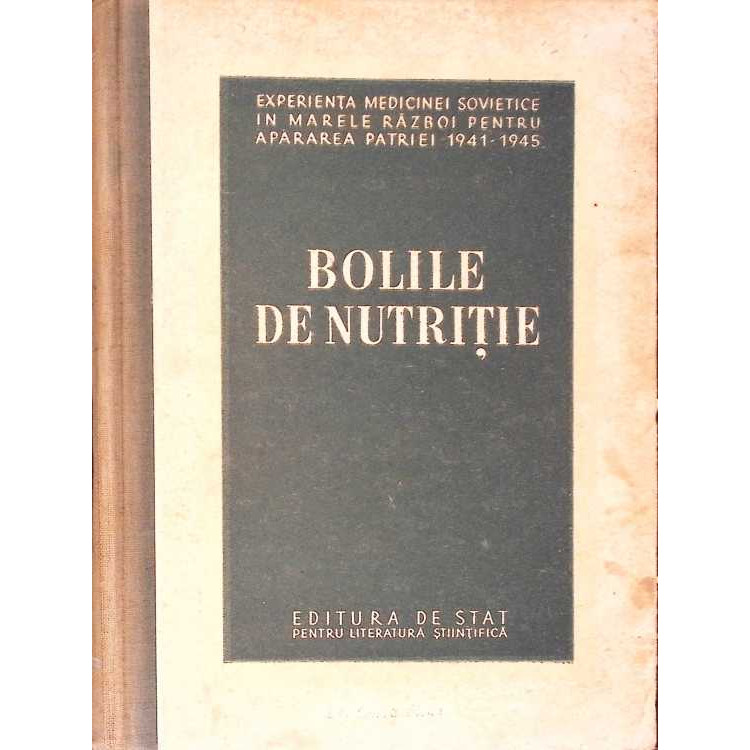 EXPERIENȚA MEDICINEI SOVIETICE
IN MARELE RĂZBOI PENTRU
APĂRAREA PATRIEI 1941-1945
BOLILE
DE NUTRIȚIE
EDITURA DE STAT
PENTRU LITERATURĂ ȘTIINȚIFICĂ